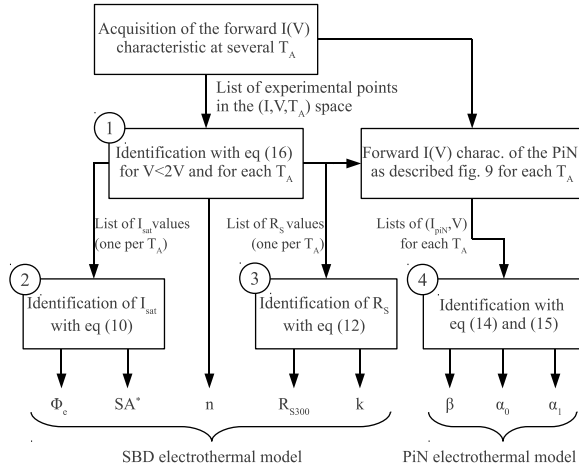 Acquisition of the forward I(V)
characteristic at several T_A
List of experimental points
in the (I,V,T_A) space
1
Identification with eq (16)
for V<2V and for each T_A
Forward I(V) charac. of the PiN
as described fig. 9 for each T_A
List of I_sat values
(one per T_A)
List of R_S values
(one per T_A)
Lists of (I_piN,V)
for each T_A
2
Identification of I_sat
with eq (10)
3
Identification of R_S
with eq (12)
4
Identification with
eq (14) and (15)
Φ_e SA* n R_S300 k β α_0 α_1
SBD electrothermal model
PiN electrothermal model